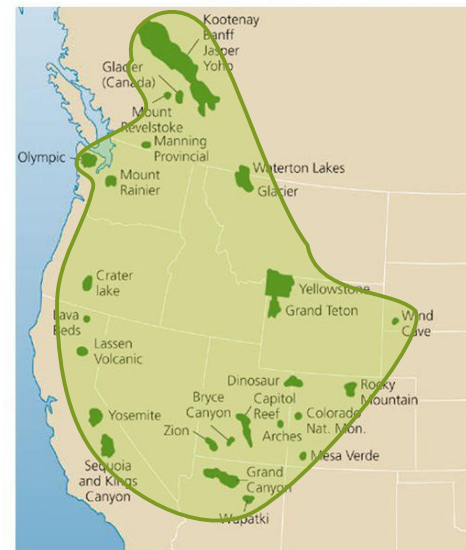 Kootenay
Banff
Jasper
Yoho
Glacier
(Canada)
Mount
Revelstoke
Manning
Provincial
Olympic
Mount
Rainier
Waterton Lakes
Glacier
Crater
lake
Yellowstone
Grand Teton
Wind
Cave
Lava
Beds
Lassen
Volcanic
Dinosaur
Rocky
Mountain
Bryce
Canyon
Capitol
Reef
Colorado
Nat. Mon.
Yosemite
Zion
Arches
Mesa Verde
Sequoia
and Kings
Canyon
Grand
Canyon
Wupatki